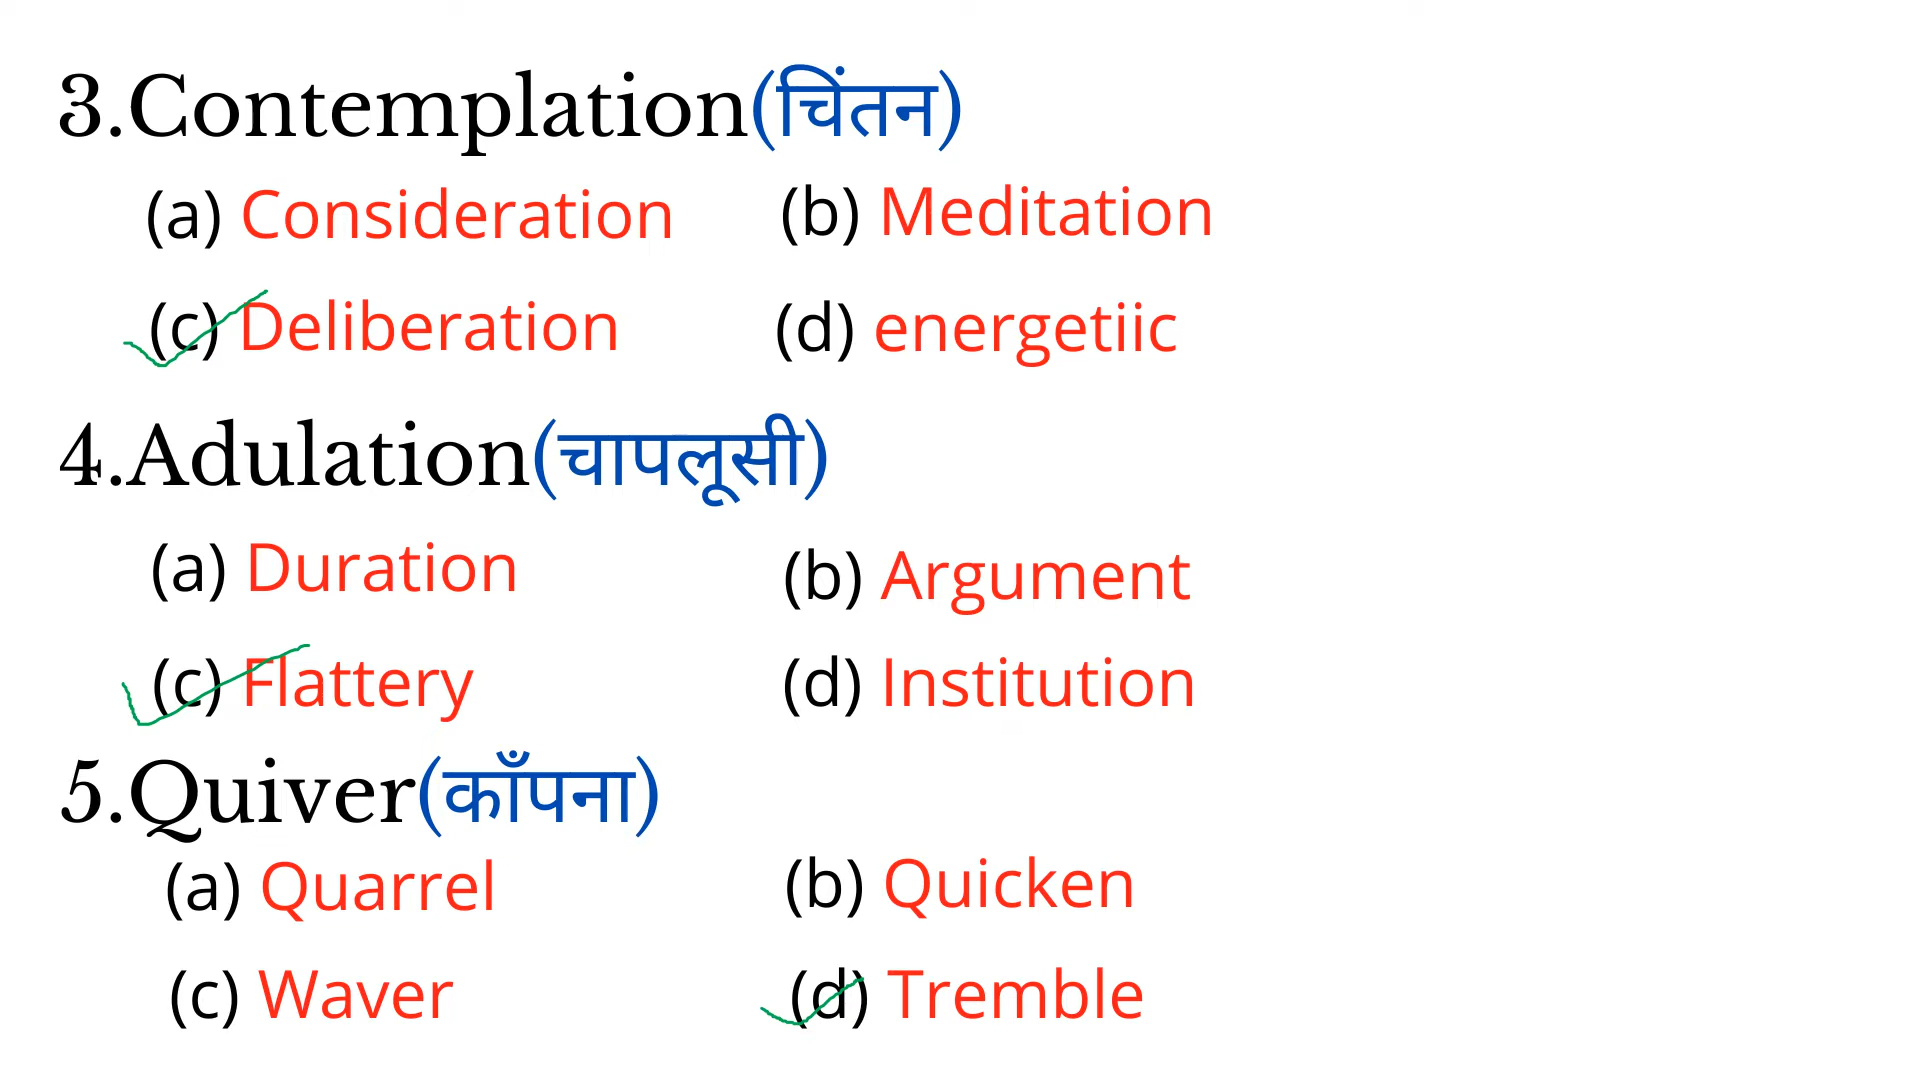 3.Contemplation(चिंतन)
(a) Consideration (b) Meditation
(c) Deliberation (d) energetiic
4.Adulation(चापलूसी)
(a) Duration (b) Argument
(c) Flattery (d) Institution
5.Quiver(काँपना)
(a) Quarrel (b) Quicken
(c) Waver (d) Tremble